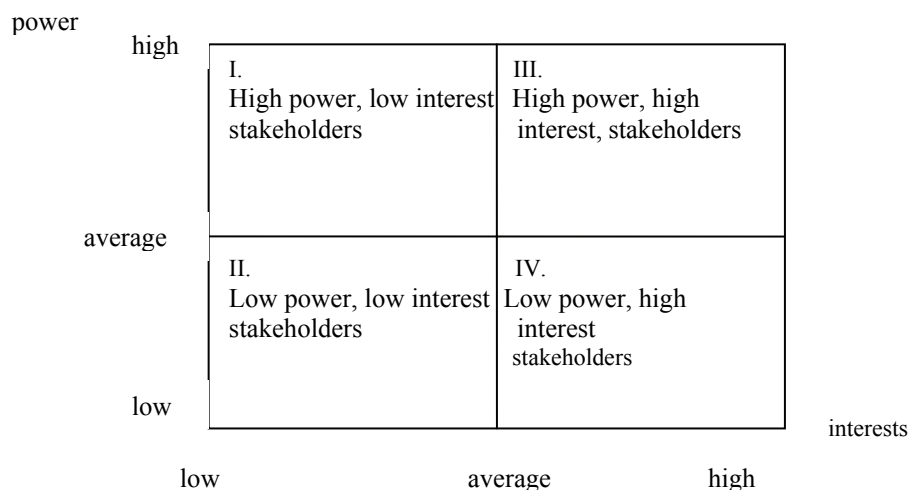 power
high
I.
High power, low interest
stakeholders
III.
High power, high
interest, stakeholders
average
II.
Low power, low interest
stakeholders
IV.
Low power, high
interest
stakeholders
low
interests
low
average
high